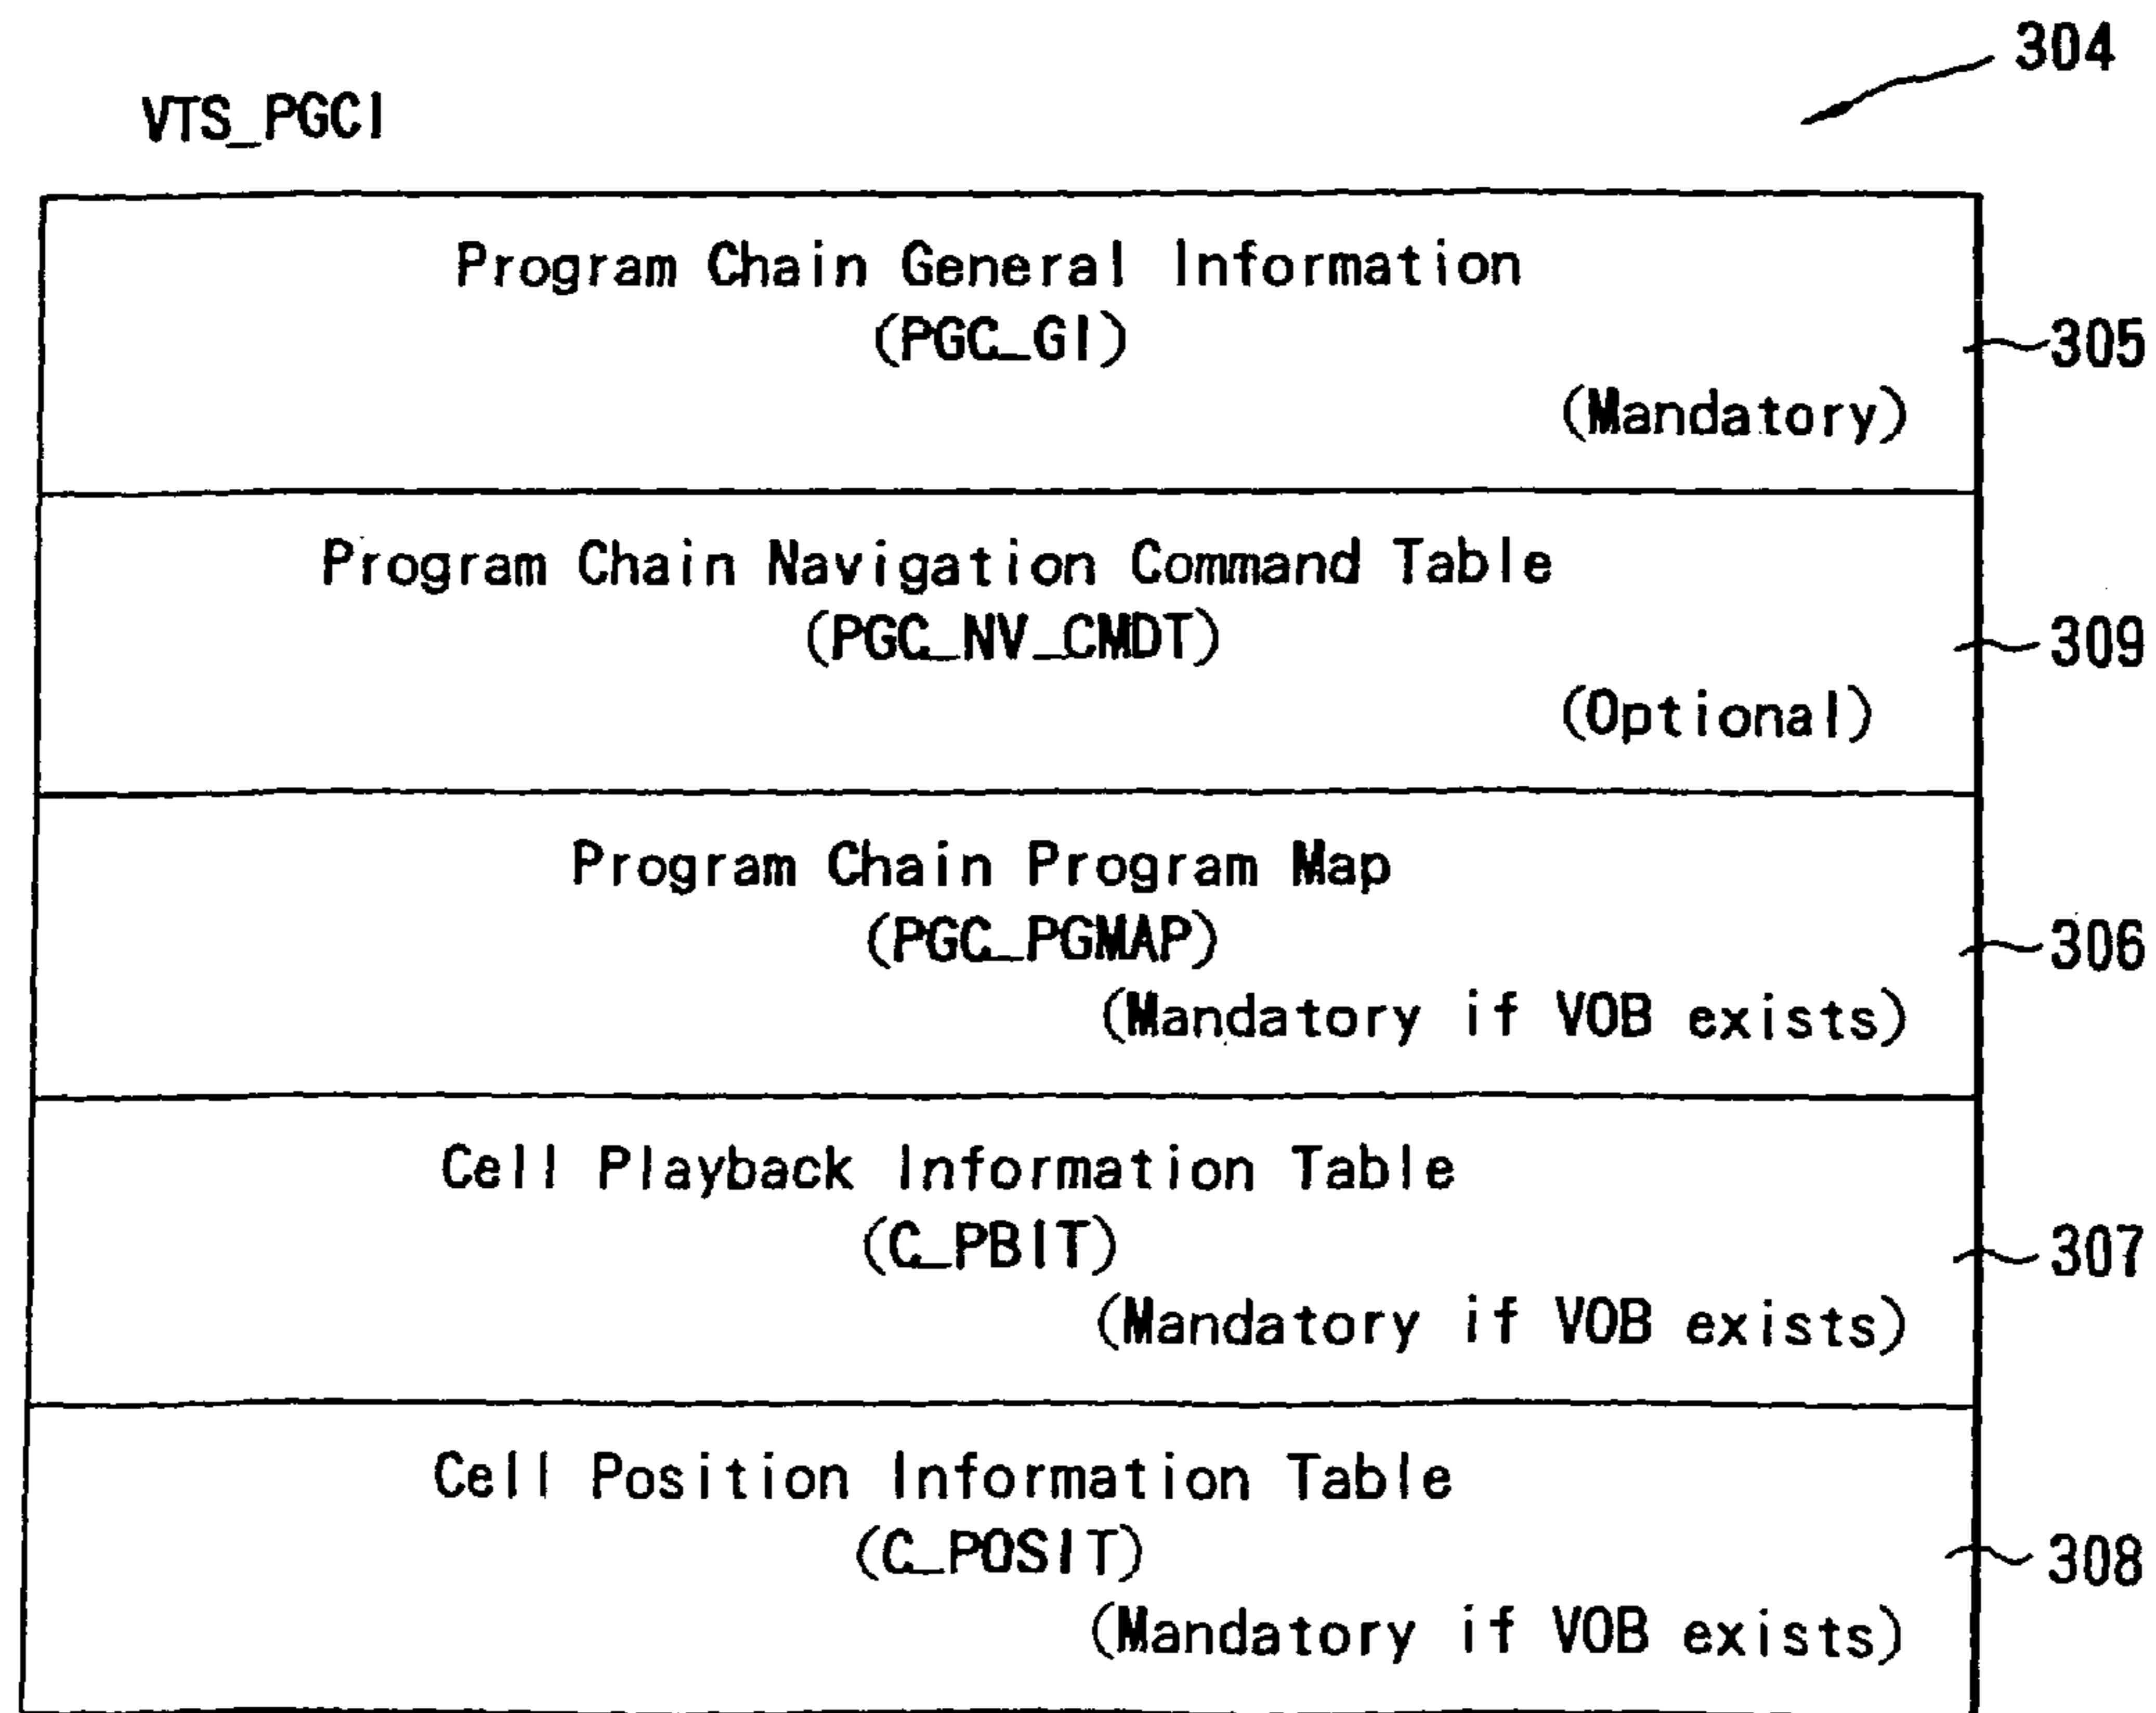 304
VTS_PGCI
Program Chain General Information
(PGC_GI)
305
(Mandatory)
Program Chain Navigation Command Table
(PGC_NV_CMDT)
309
(Optional)
Program Chain Program Map
(PGC_PGMAP)
306
(Mandatory if VOB exists)
Cell Playback Information Table
(C_PBIT)
307
(Mandatory if VOB exists)
Cell Position Information Table
(C_POSIT)
308
(Mandatory if VOB exists)